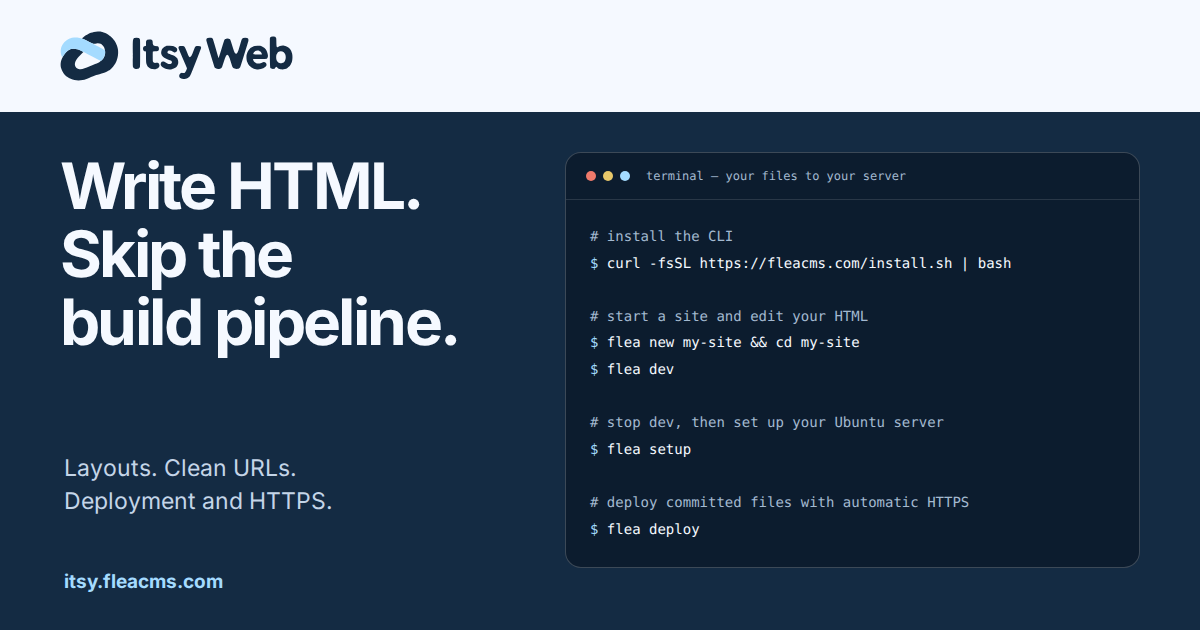 Itsy Web
Write HTML.
Skip the
build pipeline.
Layouts. Clean URLs.
Deployment and HTTPS.
itsy.fleacms.com
terminal — your files to your server
# install the CLI
$ curl -fsSL https://fleacms.com/install.sh | bash
# start a site and edit your HTML
$ flea new my-site && cd my-site
$ flea dev
# stop dev, then set up your Ubuntu server
$ flea setup
# deploy committed files with automatic HTTPS
$ flea deploy